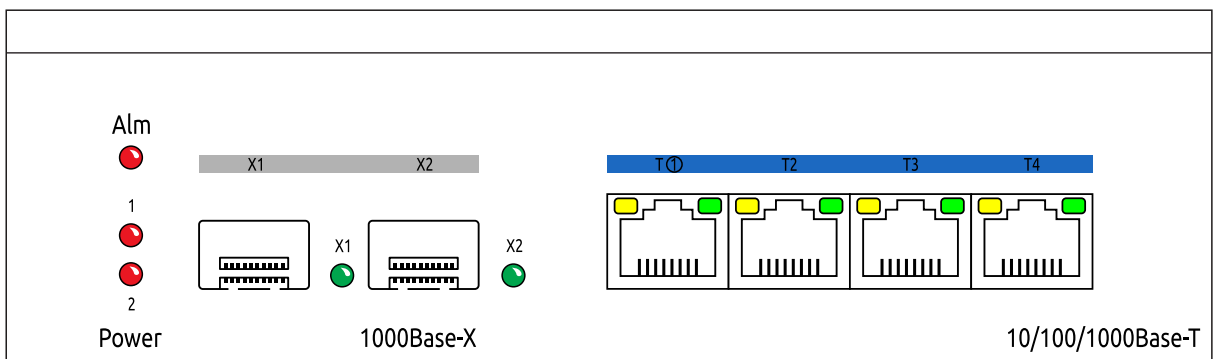 Alm
X1 X2 T① T2 T3 T4
1
X1 X2
2
Power 1000Base-X 10/100/1000Base-T